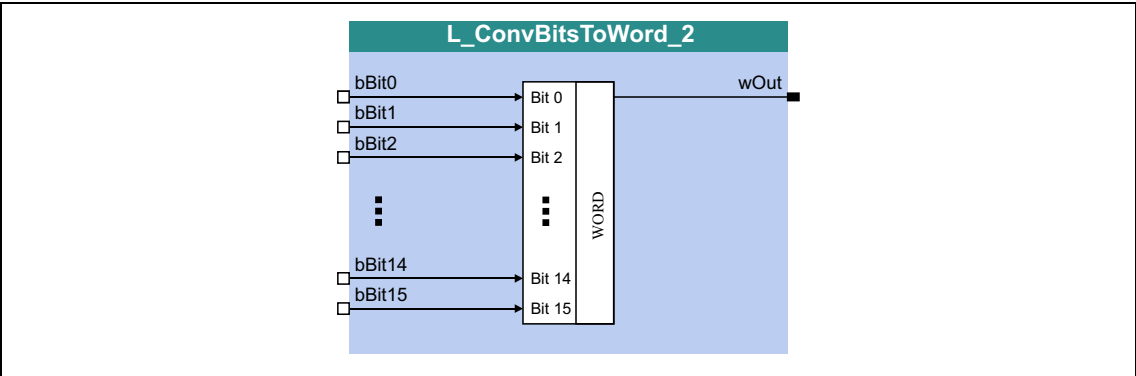 L_ConvBitsToWord_2
bBit0
wOut
Bit 0
bBit1
Bit 1
bBit2
Bit 2
WORD
bBit14
Bit 14
bBit15
Bit 15